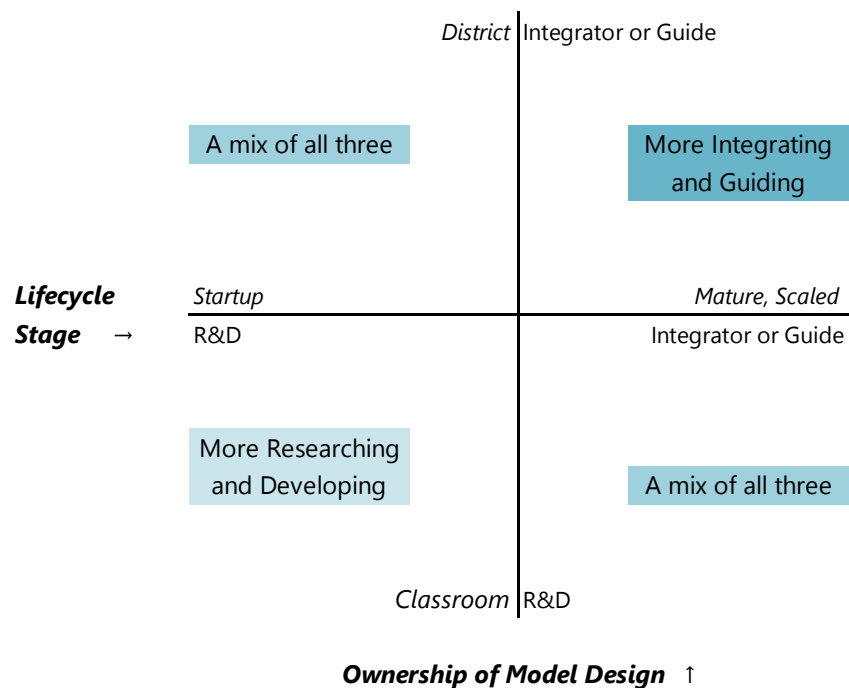 District Integrator or Guide
A mix of all three
More Integrating
and Guiding
Lifecycle
Stage →
Startup
Mature, Scaled
R&D
Integrator or Guide
More Researching
and Developing
A mix of all three
Classroom R&D
Ownership of Model Design ↑